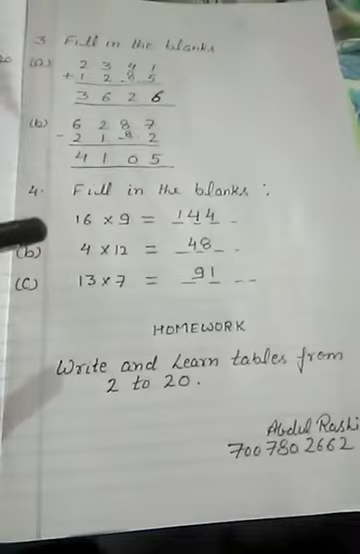 3 Fill in the blanks
(a) 2 3 4 1
+ 1 2 8 5
3 6 2 6
(b) 6 2 8 7
- 2 1 8 2
4 1 0 5
4. Fill in the blanks :
16 x 9 = 144
(b) 4 x 12 = 48
(C) 13 x 7 = 91
HOMEWORK
Write and Learn tables from
2 to 20.
Abdul Rashi
7007802662